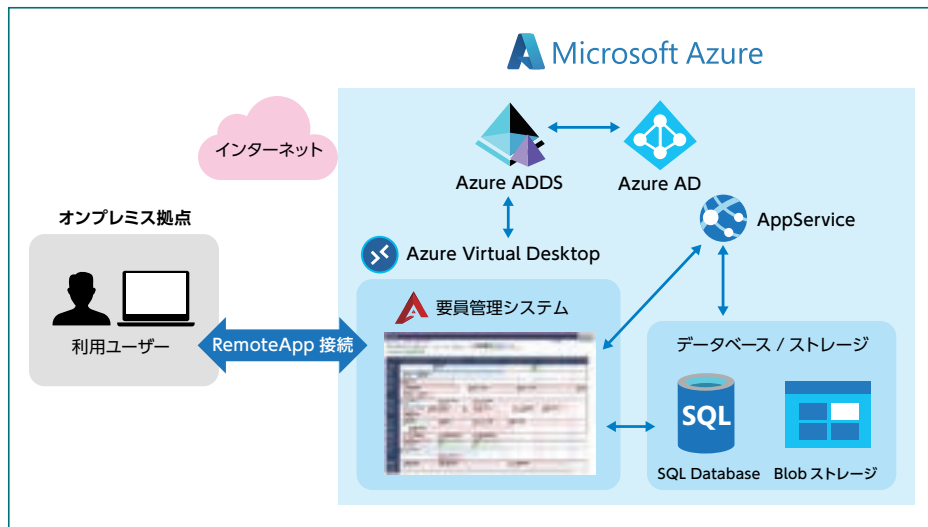 Microsoft Azure
インターネット
Azure ADDS
Azure AD
AppService
オンプレミス拠点
Azure Virtual Desktop
要員管理システム
利用ユーザー
RemoteApp 接続
データベース / ストレージ
SQL
SQL Database
Blob ストレージ